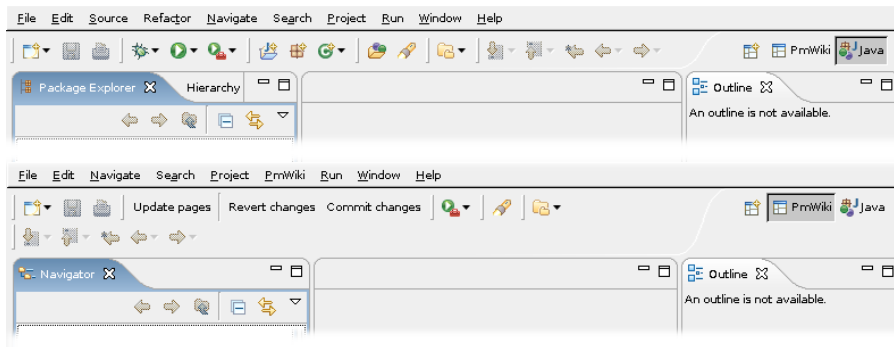 File Edit Source Refactor Navigate Search Project Run Window Help
PmWiki Java
Package Explorer Hierarchy Outline
An outline is not available.
File Edit Navigate Search Project PmWiki Run Window Help
Update pages Revert changes Commit changes PmWiki Java
Navigator Outline
An outline is not available.